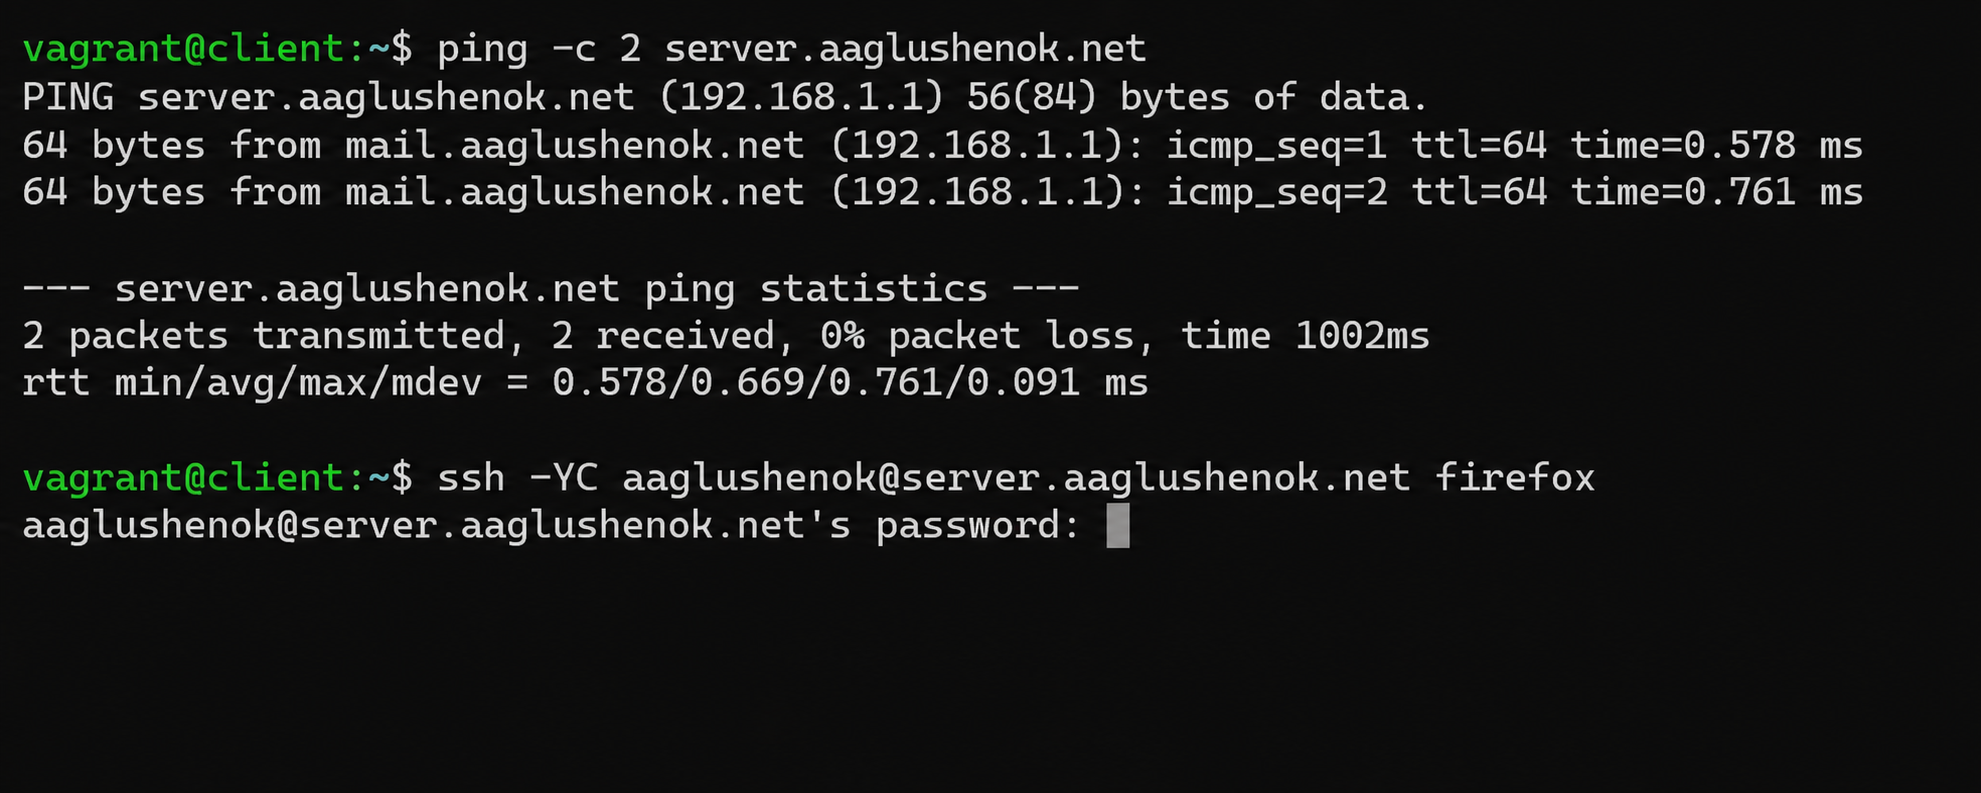 vagrant@client:~$ ping -c 2 server.aaglushenok.net
PING server.aaglushenok.net (192.168.1.1) 56(84) bytes of data.
64 bytes from mail.aaglushenok.net (192.168.1.1): icmp_seq=1 ttl=64 time=0.578 ms
64 bytes from mail.aaglushenok.net (192.168.1.1): icmp_seq=2 ttl=64 time=0.761 ms
--- server.aaglushenok.net ping statistics ---
2 packets transmitted, 2 received, 0% packet loss, time 1002ms
rtt min/avg/max/mdev = 0.578/0.669/0.761/0.091 ms
vagrant@client:~$ ssh -YC aaglushenok@server.aaglushenok.net firefox
aaglushenok@server.aaglushenok.net's password: